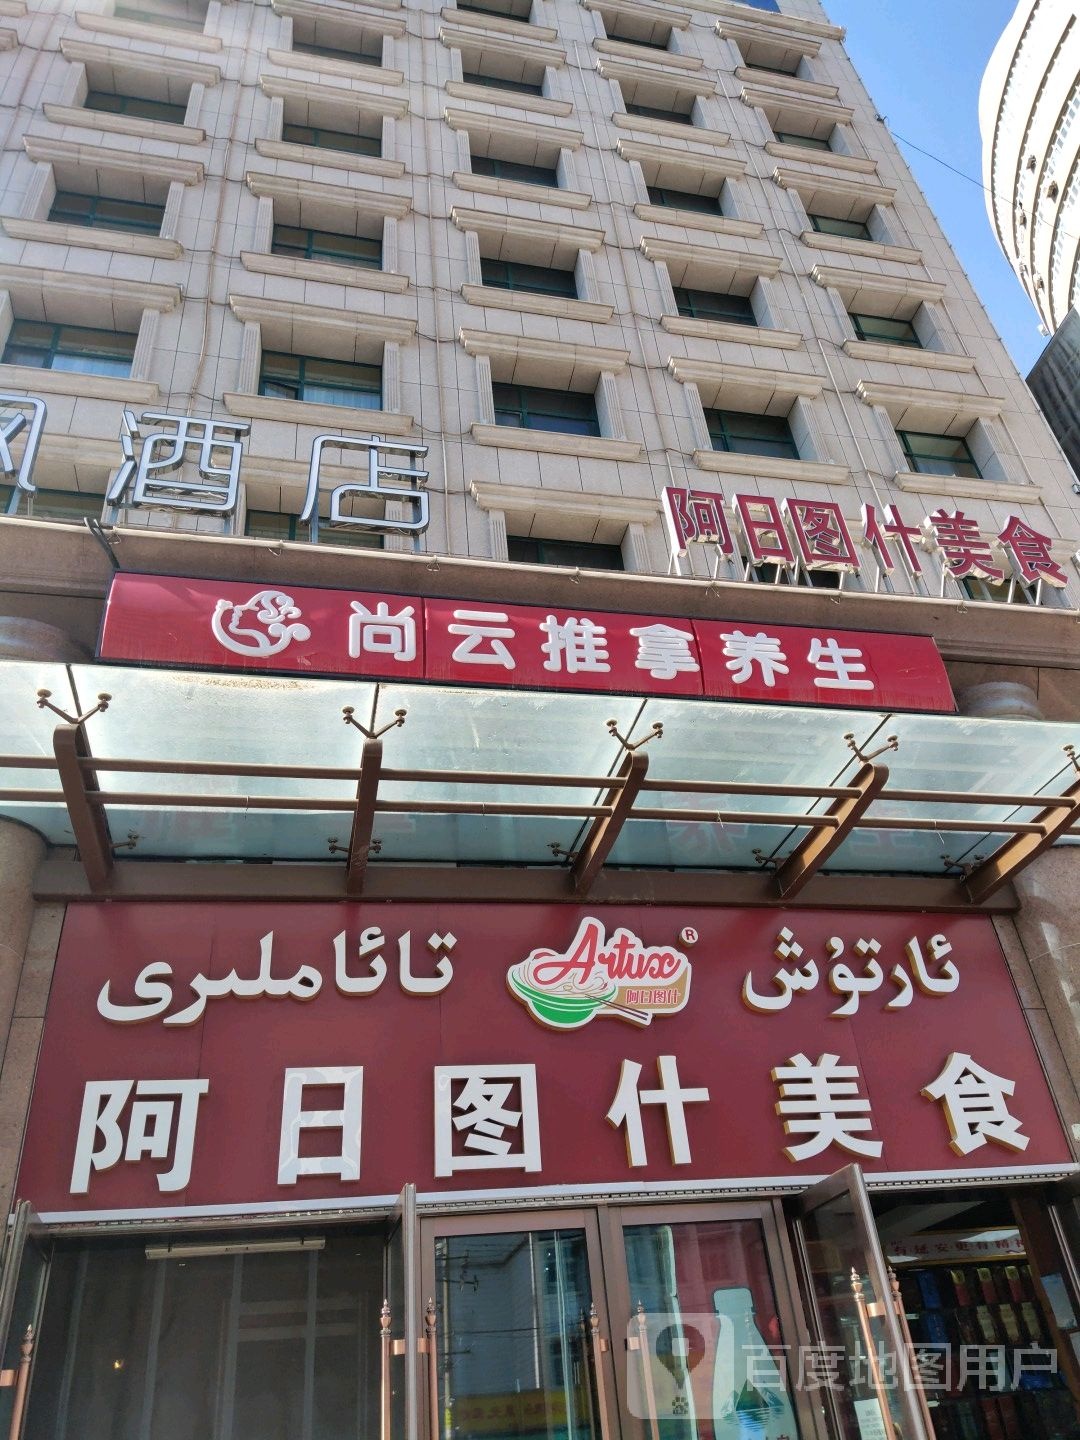 酒店
阿日图什美食
尚云推拿养生
ئارتۇش تائاملىرى
Artux ®
阿日图什
阿日图什美食
百度地图用户